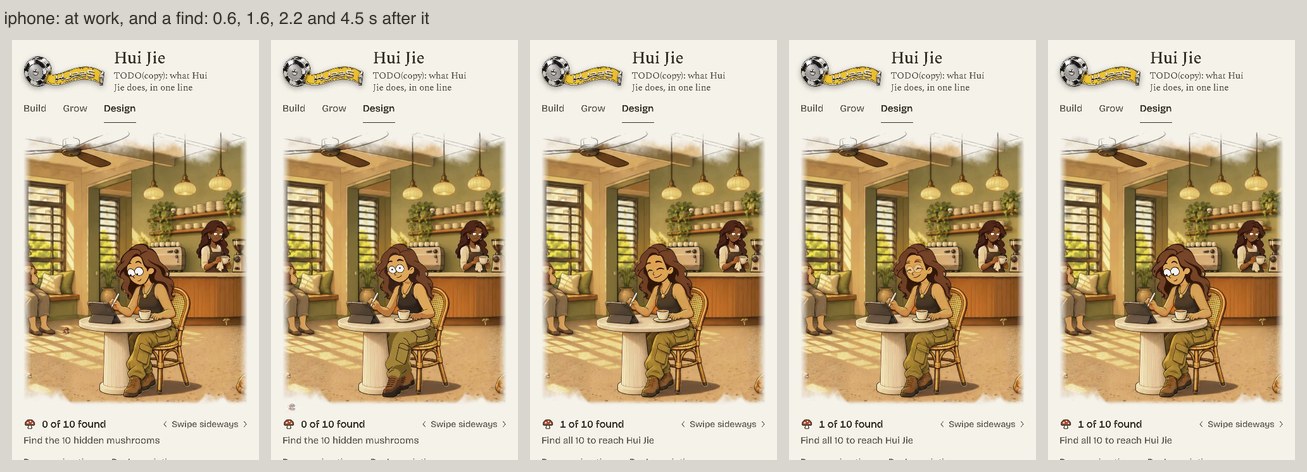 iphone: at work, and a find: 0.6, 1.6, 2.2 and 4.5 s after it
Hui Jie
TODO(copy): what Hui
Jie does, in one line
Build Grow Design
0 of 10 found
Swipe sideways
Find the 10 hidden mushrooms
Hui Jie
TODO(copy): what Hui
Jie does, in one line
Build Grow Design
0 of 10 found
Swipe sideways
Find the 10 hidden mushrooms
Hui Jie
TODO(copy): what Hui
Jie does, in one line
Build Grow Design
1 of 10 found
Swipe sideways
Find all 10 to reach Hui Jie
Hui Jie
TODO(copy): what Hui
Jie does, in one line
Build Grow Design
1 of 10 found
Swipe sideways
Find all 10 to reach Hui Jie
Hui Jie
TODO(copy): what Hui
Jie does, in one line
Build Grow Design
1 of 10 found
Swipe sideways
Find all 10 to reach Hui Jie